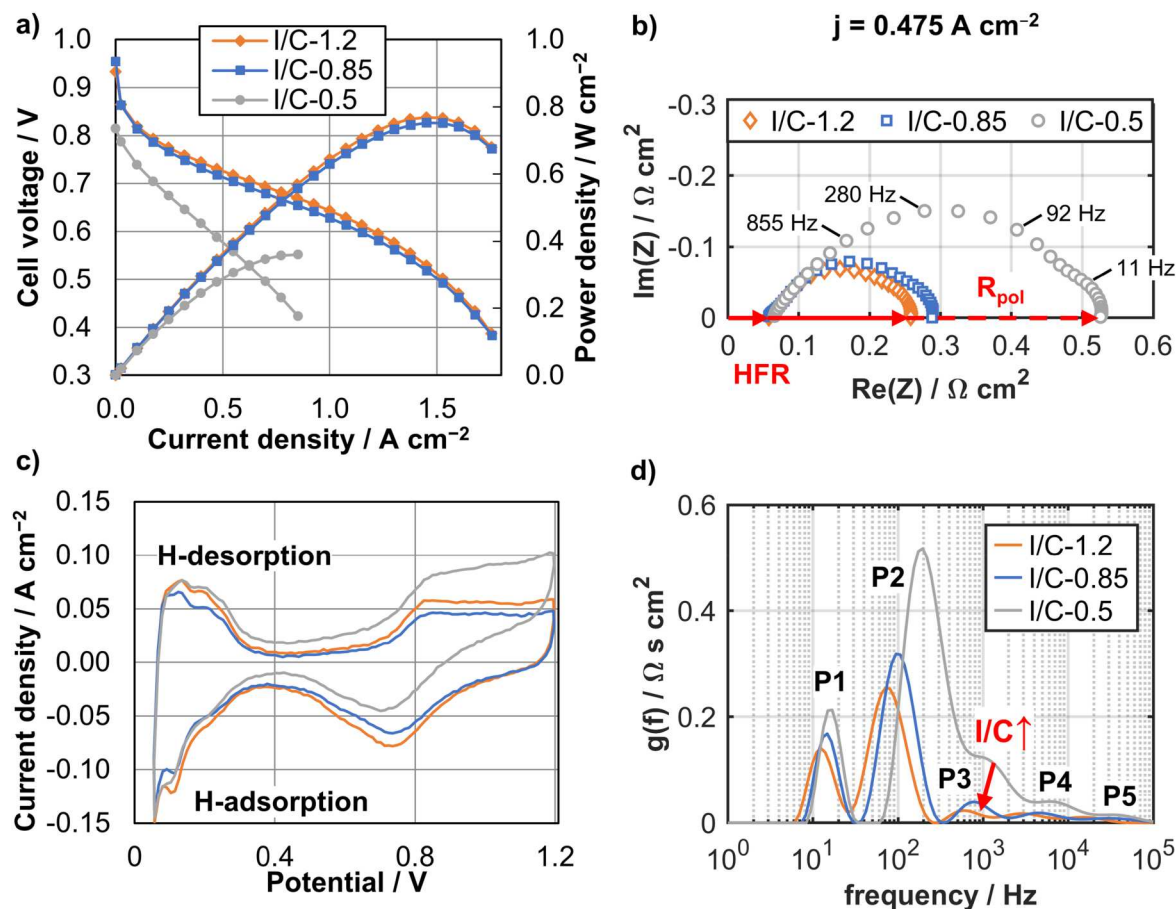 a)
I/C-1.2
I/C-0.85
I/C-0.5
1.0
0.9
0.8
0.7
0.6
0.5
0.4
0.3
Cell voltage / V
1.0
0.8
0.6
0.4
0.2
0.0
Power density / W cm⁻²
0.0
0.5
1.0
1.5
Current density / A cm⁻²
b)
j = 0.475 A cm⁻²
I/C-1.2
I/C-0.85
I/C-0.5
-0.3
-0.2
-0.1
0
Im(Z) / Ω cm²
280 Hz
855 Hz
92 Hz
11 Hz
R_pol
HFR
0
0.1
0.2
0.3
0.4
0.5
0.6
Re(Z) / Ω cm²
c)
0.15
0.10
0.05
0.00
-0.05
-0.10
-0.15
Current density / A cm⁻²
H-desorption
H-adsorption
0
0.4
0.8
1.2
Potential / V
d)
0.6
0.4
0.2
0
g(f) / Ω s cm²
I/C-1.2
I/C-0.85
I/C-0.5
P1
P2
I/C↑
P3
P4
P5
10⁰
10¹
10²
10³
10⁴
10⁵
frequency / Hz